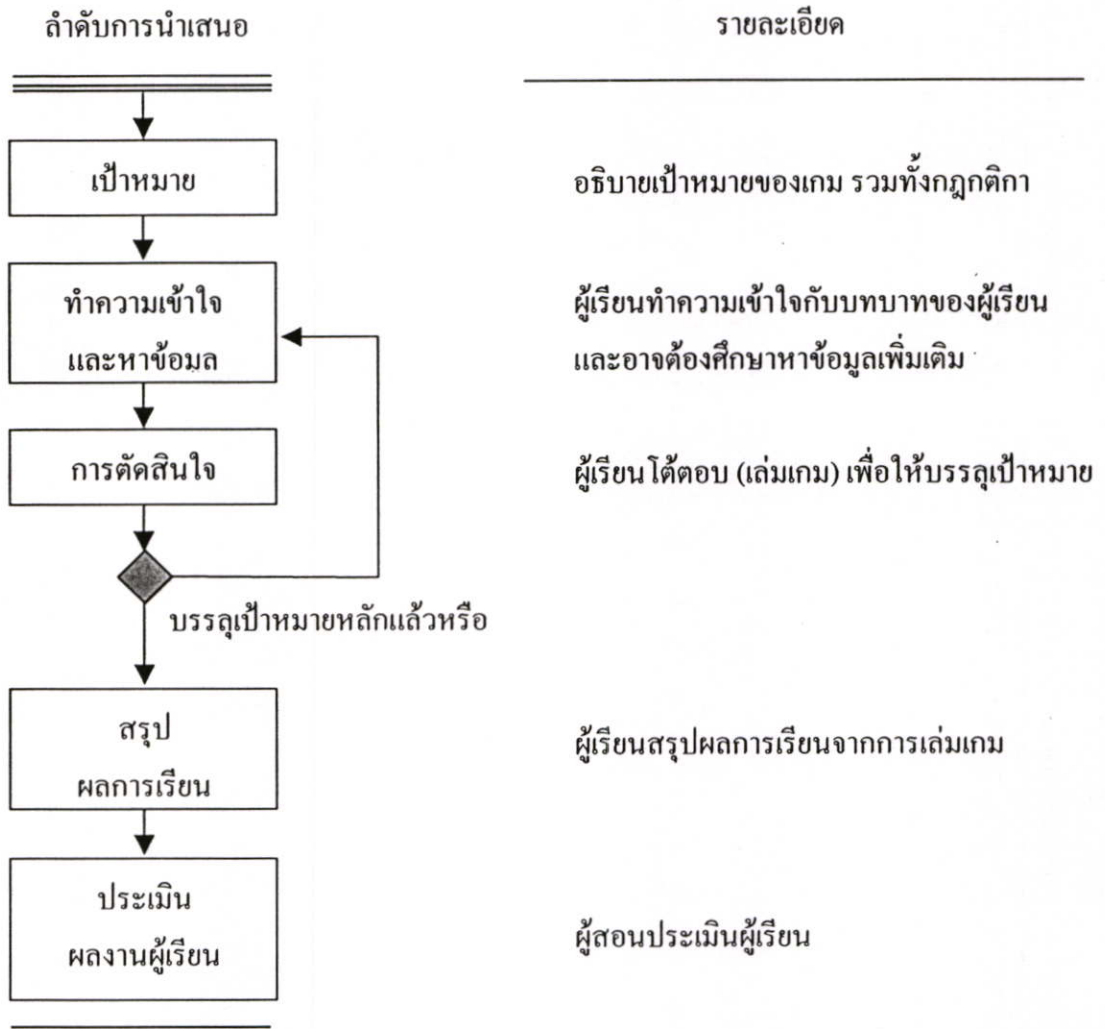 ลำดับการนำเสนอ
รายละเอียด
เป้าหมาย
อธิบายเป้าหมายของเกม รวมทั้งกฎกติกา
ทำความเข้าใจ
และหาข้อมูล
ผู้เรียนทำความเข้าใจกับบทบาทของผู้เรียน
และอาจต้องศึกษาหาข้อมูลเพิ่มเติม
การตัดสินใจ
ผู้เรียนโต้ตอบ (เล่มเกม) เพื่อให้บรรลุเป้าหมาย
บรรลุเป้าหมายหลักแล้วหรือ
สรุป
ผลการเรียน
ผู้เรียนสรุปผลการเรียนจากการเล่มเกม
ประเมิน
ผลงานผู้เรียน
ผู้สอนประเมินผู้เรียน